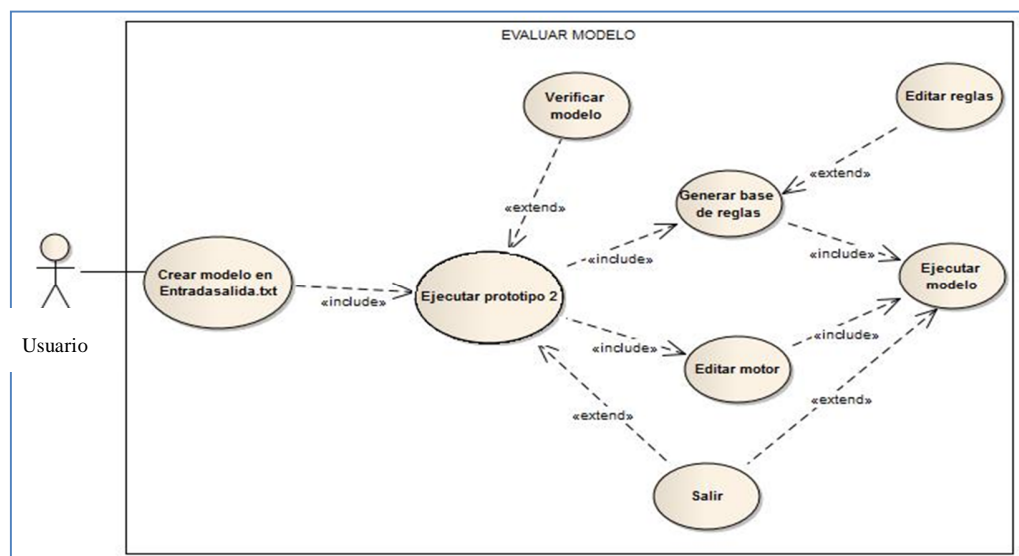 EVALUAR MODELO
Verificar
modelo
Editar reglas
«extend»
«extend»
Generar base
de reglas
«include»
«include»
Crear modelo en
Entradasalida.txt
«include»
Ejecutar prototipo 2
Ejecutar
modelo
Usuario
«include»
«include»
Editar motor
«extend»
«extend»
Salir